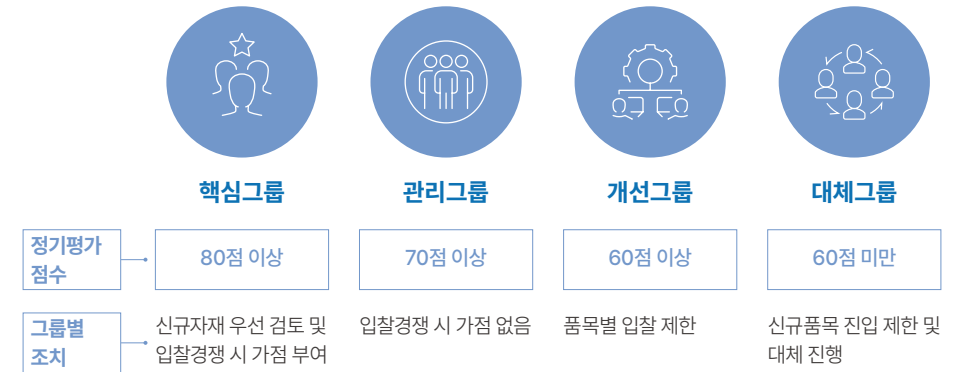 핵심그룹
관리그룹
개선그룹
대체그룹
정기평가
점수
80점 이상
70점 이상
60점 이상
60점 미만
그룹별
조치
신규자재 우선 검토 및
입찰경쟁 시 가점 부여
입찰경쟁 시 가점 없음
품목별 입찰 제한
신규품목 진입 제한 및
대체 진행